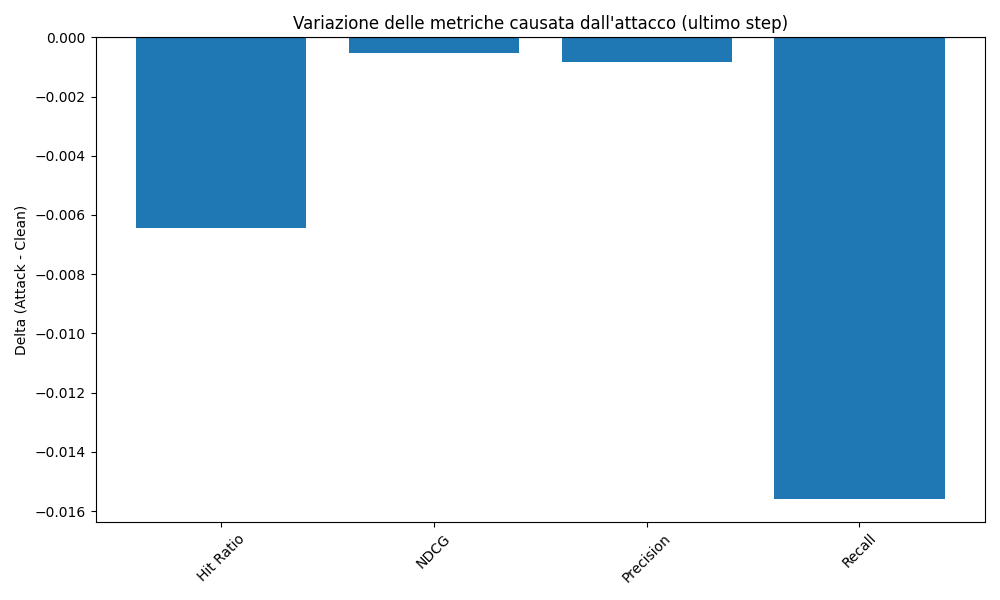 Variazione delle metriche causata dall'attacco (ultimo step)
0.000
−0.002
−0.004
−0.006
−0.008
−0.010
−0.012
−0.014
−0.016
Delta (Attack - Clean)
Hit Ratio
NDCG
Precision
Recall